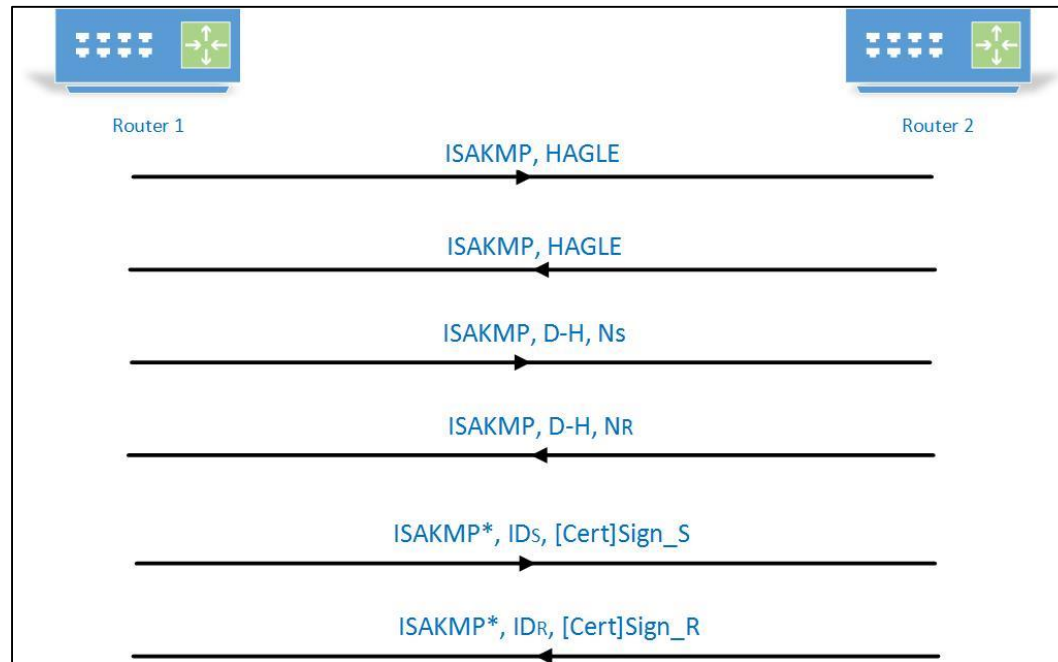 Router 1
Router 2
ISAKMP, HAGLE
ISAKMP, HAGLE
ISAKMP, D-H, Ns
ISAKMP, D-H, NR
ISAKMP*, IDS, [Cert]Sign_S
ISAKMP*, IDR, [Cert]Sign_R